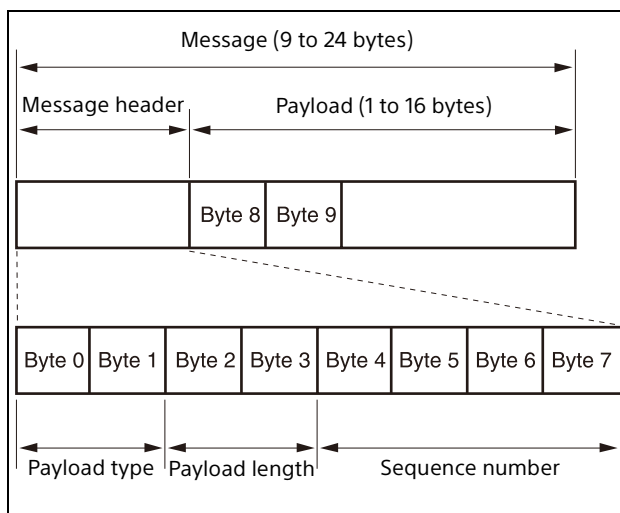 Message (9 to 24 bytes)
Message header Payload (1 to 16 bytes)
Byte 8 Byte 9
Byte 0 Byte 1 Byte 2 Byte 3 Byte 4 Byte 5 Byte 6 Byte 7
Payload type Payload length Sequence number